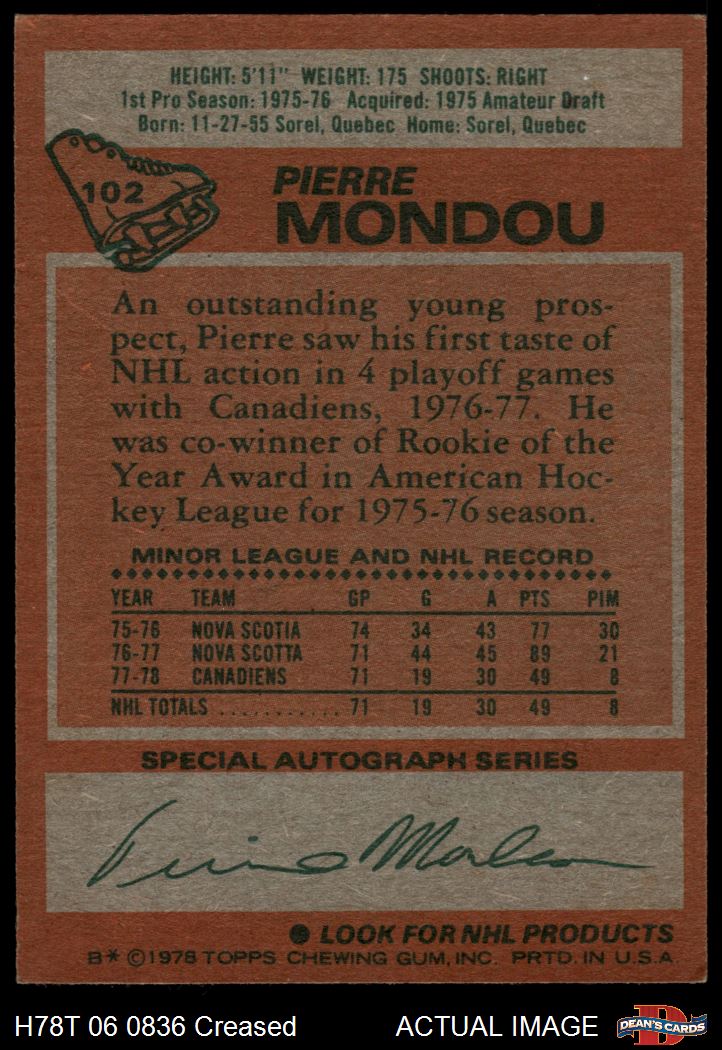 HEIGHT: 5'11" WEIGHT: 175 SHOOTS: RIGHT
1st Pro Season: 1975-76 Acquired: 1975 Amateur Draft
Born: 11-27-55 Sorel, Quebec Home: Sorel, Quebec
102
PIERRE
MONDOU
An outstanding young pros-
pect, Pierre saw his first taste of
NHL action in 4 playoff games
with Canadiens, 1976-77. He
was co-winner of Rookie of the
Year Award in American Hoc-
key League for 1975-76 season.
MINOR LEAGUE AND NHL RECORD
YEAR TEAM GP G A PTS PIM
75-76 NOVA SCOTIA 74 34 43 77 30
76-77 NOVA SCOTTA 71 44 45 89 21
77-78 CANADIENS 71 19 30 49 8
NHL TOTALS ........... 71 19 30 49 8
SPECIAL AUTOGRAPH SERIES
Pierre Mondou
LOOK FOR NHL PRODUCTS
B* ©1978 TOPPS CHEWING GUM, INC. PRTD. IN U.S.A.
H78T 06 0836 Creased ACTUAL IMAGE
D
DEAN'S CARDS